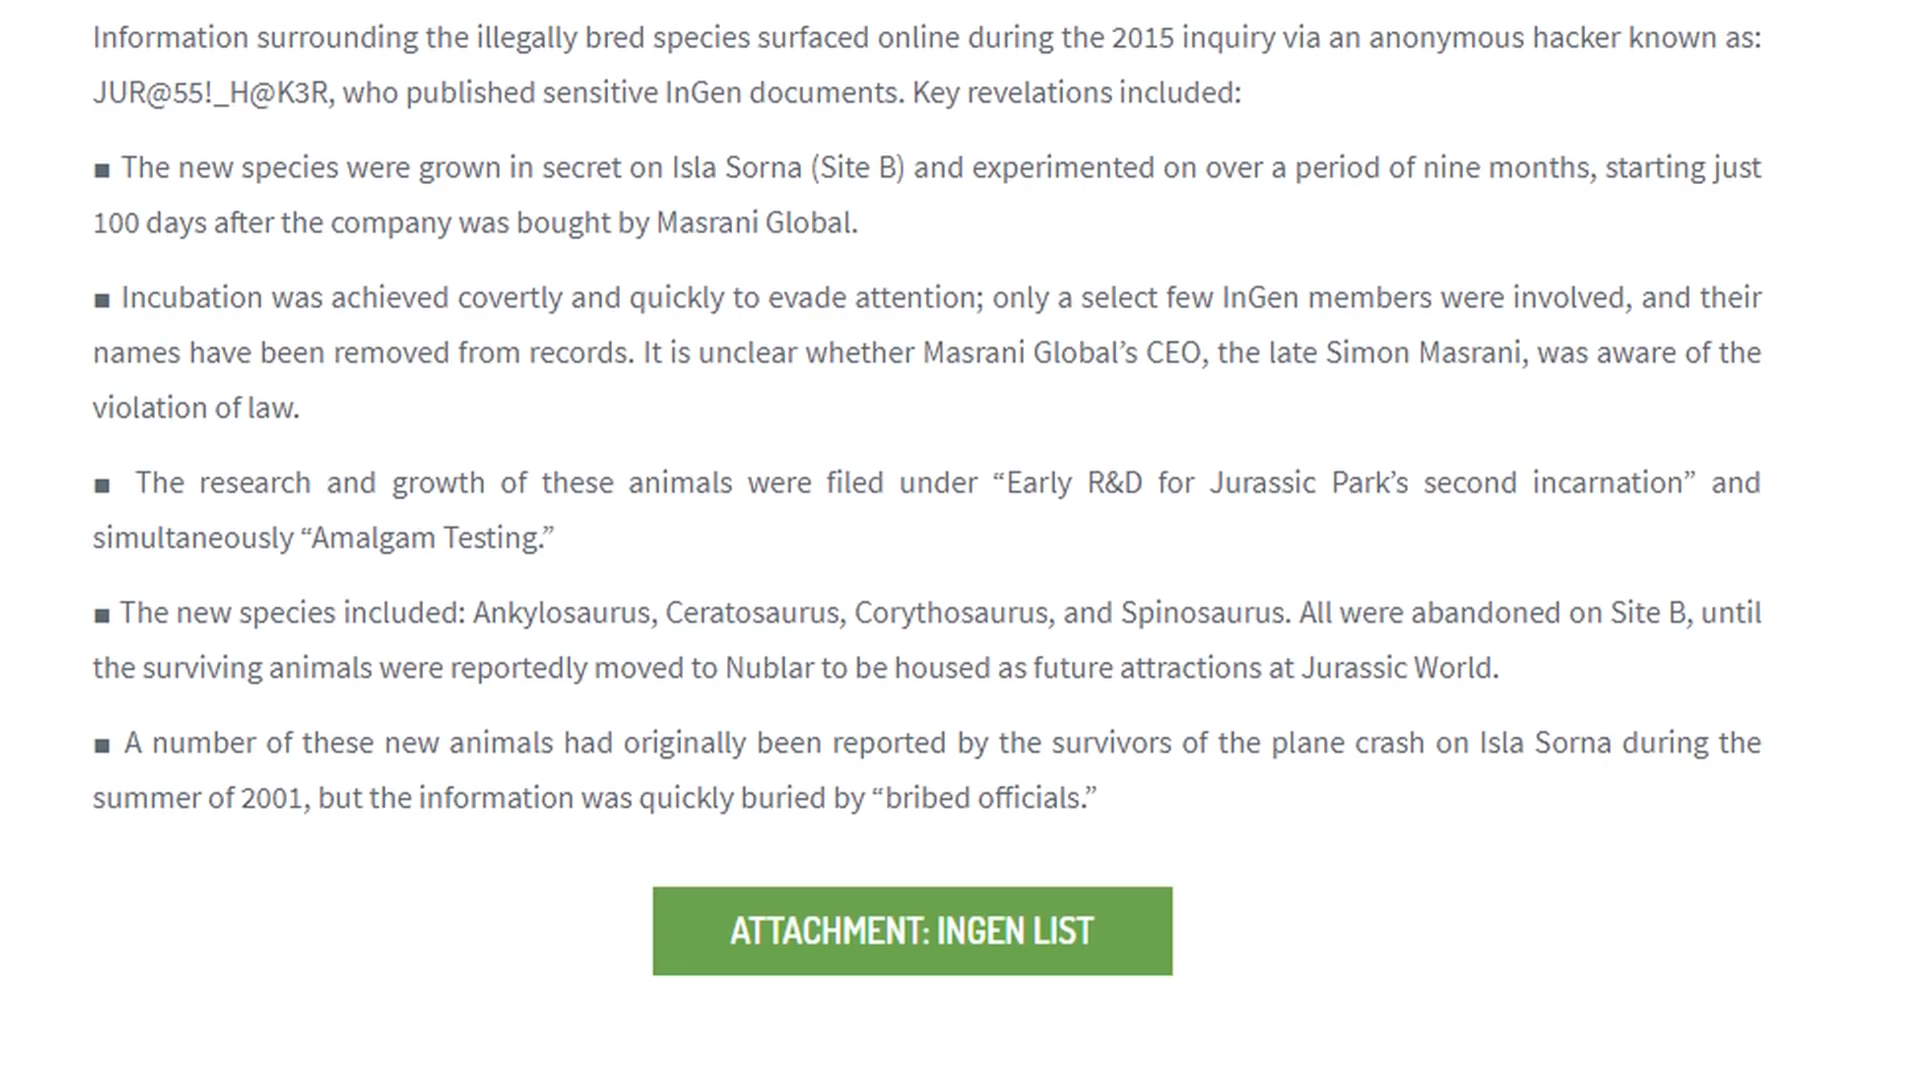 Information surrounding the illegally bred species surfaced online during the 2015 inquiry via an anonymous hacker known as:
JUR@55!_H@K3R, who published sensitive InGen documents. Key revelations included:
■ The new species were grown in secret on Isla Sorna (Site B) and experimented on over a period of nine months, starting just
100 days after the company was bought by Masrani Global.
■ Incubation was achieved covertly and quickly to evade attention; only a select few InGen members were involved, and their
names have been removed from records. It is unclear whether Masrani Global’s CEO, the late Simon Masrani, was aware of the
violation of law.
■ The research and growth of these animals were filed under “Early R&D for Jurassic Park’s second incarnation” and
simultaneously “Amalgam Testing.”
■ The new species included: Ankylosaurus, Ceratosaurus, Corythosaurus, and Spinosaurus. All were abandoned on Site B, until
the surviving animals were reportedly moved to Nublar to be housed as future attractions at Jurassic World.
■ A number of these new animals had originally been reported by the survivors of the plane crash on Isla Sorna during the
summer of 2001, but the information was quickly buried by “bribed officials.”
ATTACHMENT: INGEN LIST